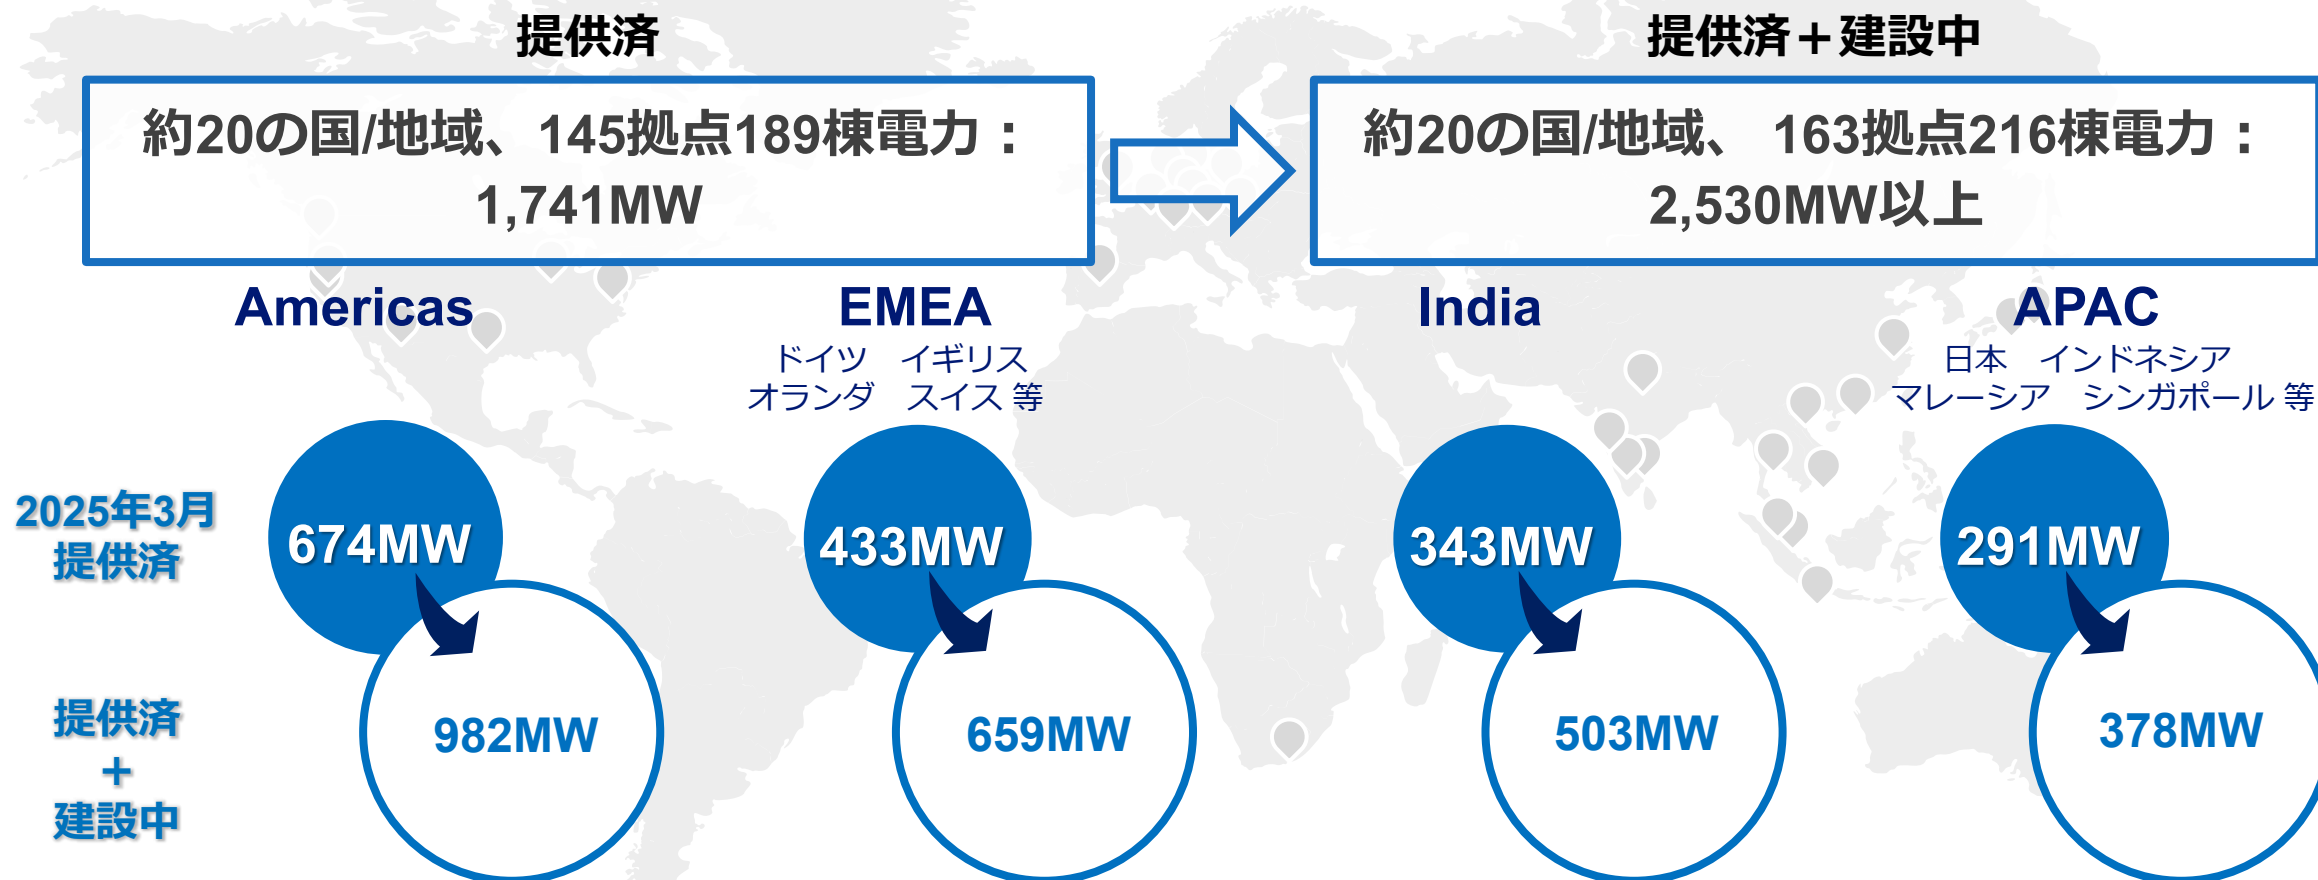 提供済
約20の国/地域、145拠点189棟電力：
1,741MW
提供済＋建設中
約20の国/地域、 163拠点216棟電力：
2,530MW以上
Americas
EMEA
ドイツ　イギリス
オランダ　スイス 等
India
APAC
日本　インドネシア
マレーシア　シンガポール 等
2025年3月
提供済
674MW
433MW
343MW
291MW
提供済
＋
建設中
982MW
659MW
503MW
378MW